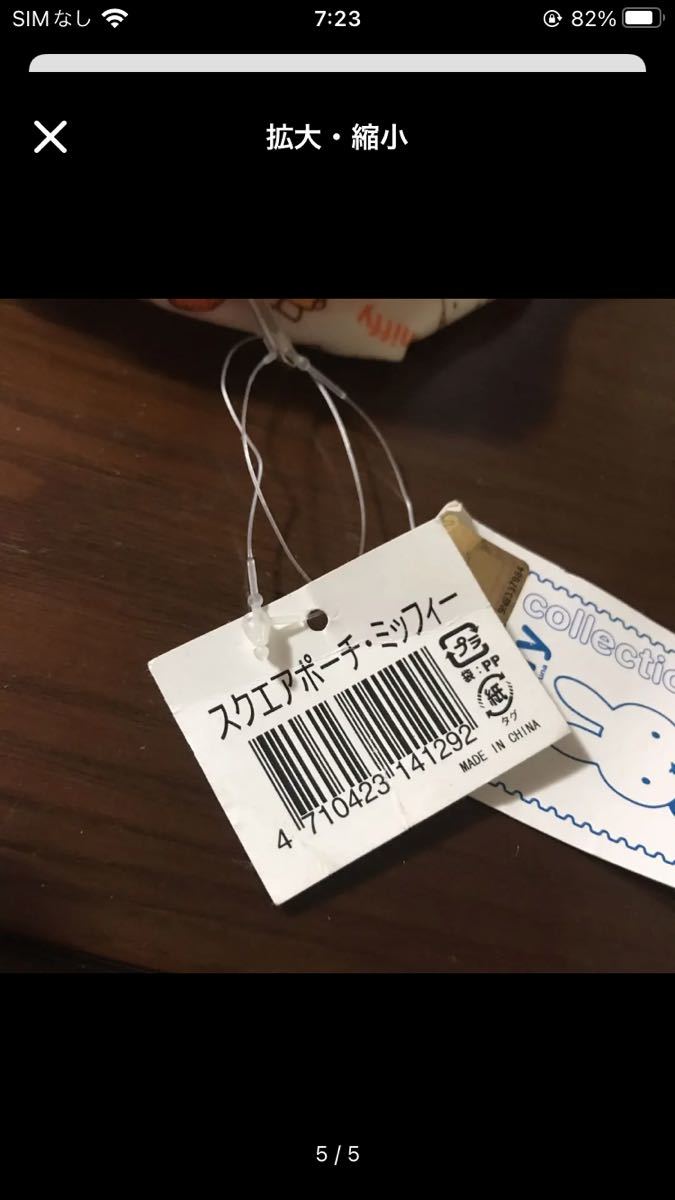 SIMなし
7:23
82%
拡大・縮小
miffy
スクエアポーチ・ミッフィー
プラ
袋:PP
紙
タグ
4 710423 141292
MADE IN CHINA
collectio
5 / 5